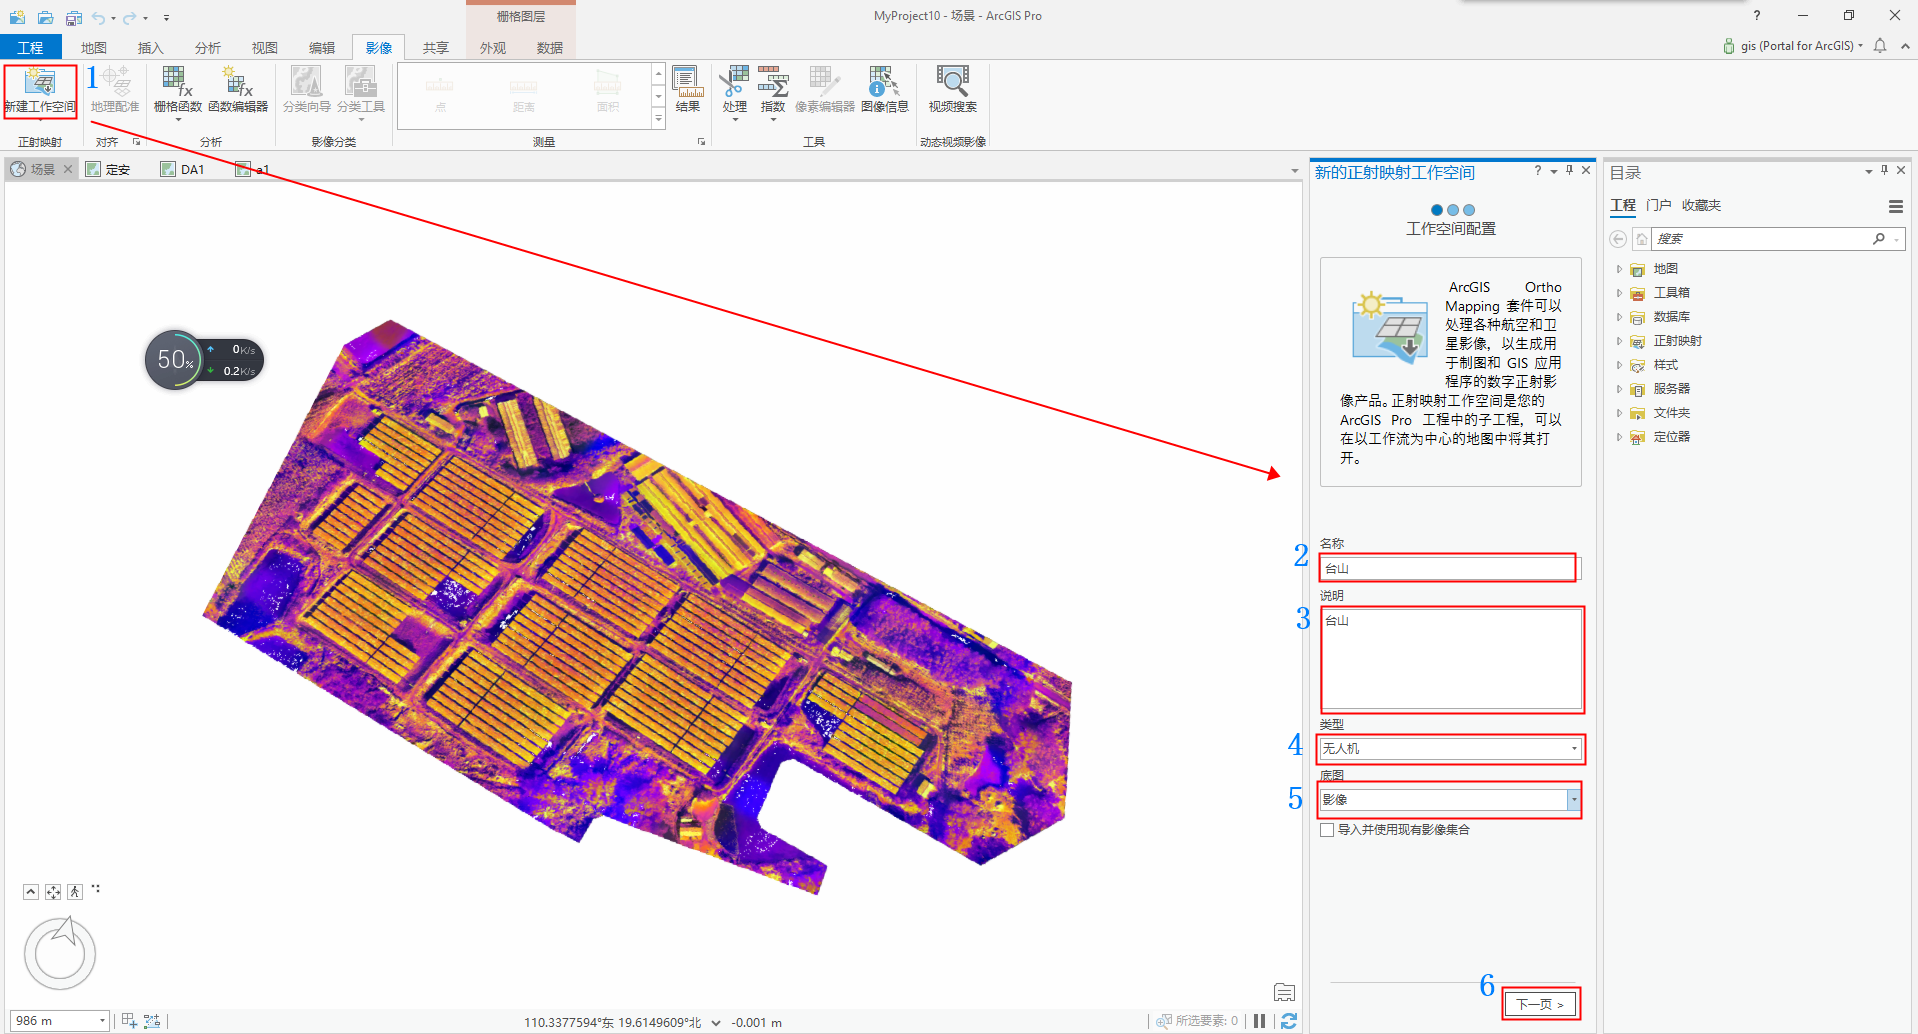 栅格图层
MyProject10 - 场景 - ArcGIS Pro
?
工程 地图 插入 分析 视图 编辑 影像 共享 外观 数据
gis (Portal for ArcGIS)
1
新建工作空间 地理配准 栅格函数 函数编辑器 分类向导 分类工具 点 距离 面积 结果 处理 指数 像素编辑器 图像信息 视频搜索
正射映射 对齐 分析 影像分类 测量 工具 动态视频影像
场景 定安 DA1 a1
50%
0K/s
0.2K/s
新的正射映射工作空间 ?
工作空间配置
ArcGIS Ortho
Mapping 套件可以
处理各种航空和卫
星影像，以生成用
于制图和 GIS 应用
程序的数字正射影
像产品。正射映射工作空间是您的
ArcGIS Pro 工程中的子工程，可以
在以工作流为中心的地图中将其打
开。
名称
2
台山
说明
3
台山
类型
4
无人机
底图
5
影像
导入并使用现有影像集合
6
下一页 >
目录
工程 门户 收藏夹
搜索
地图
工具箱
数据库
正射映射
样式
服务器
文件夹
定位器
986 m
110.3377594°东 19.6149609°北 -0.001 m
所选要素: 0